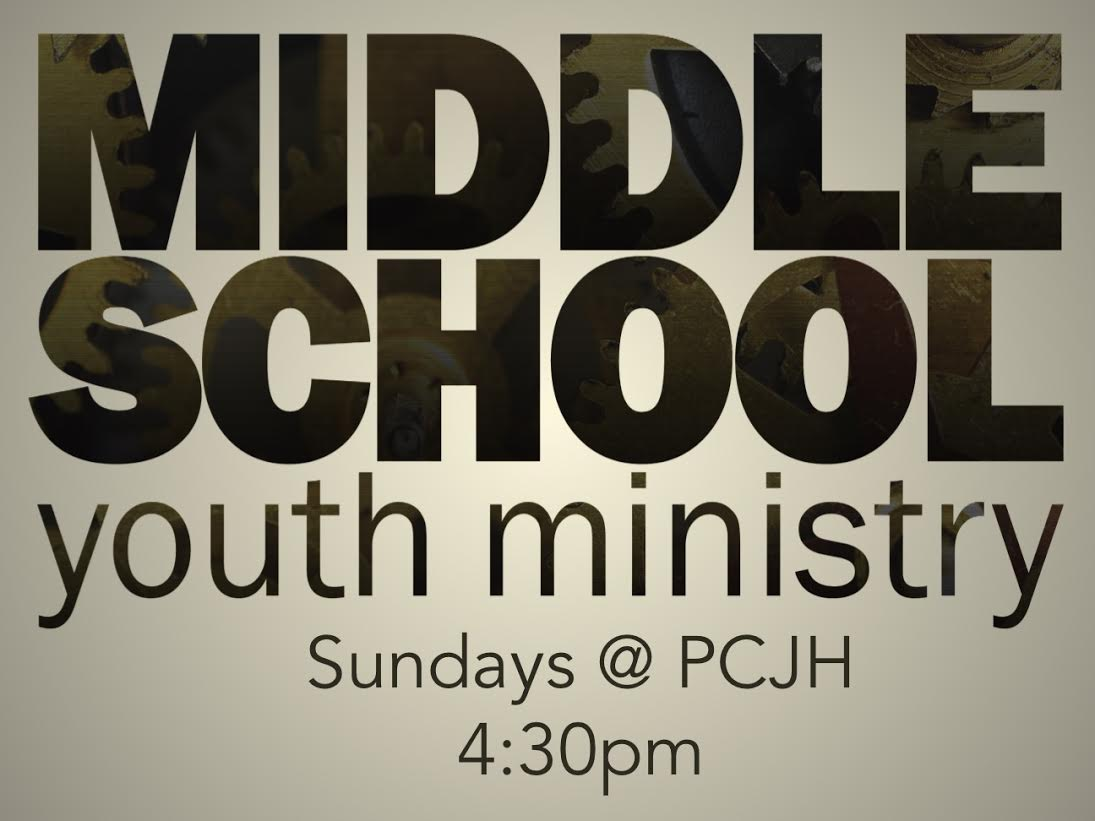 MIDDLE
SCHOOL
youth ministry
Sundays @ PCJH
4:30pm